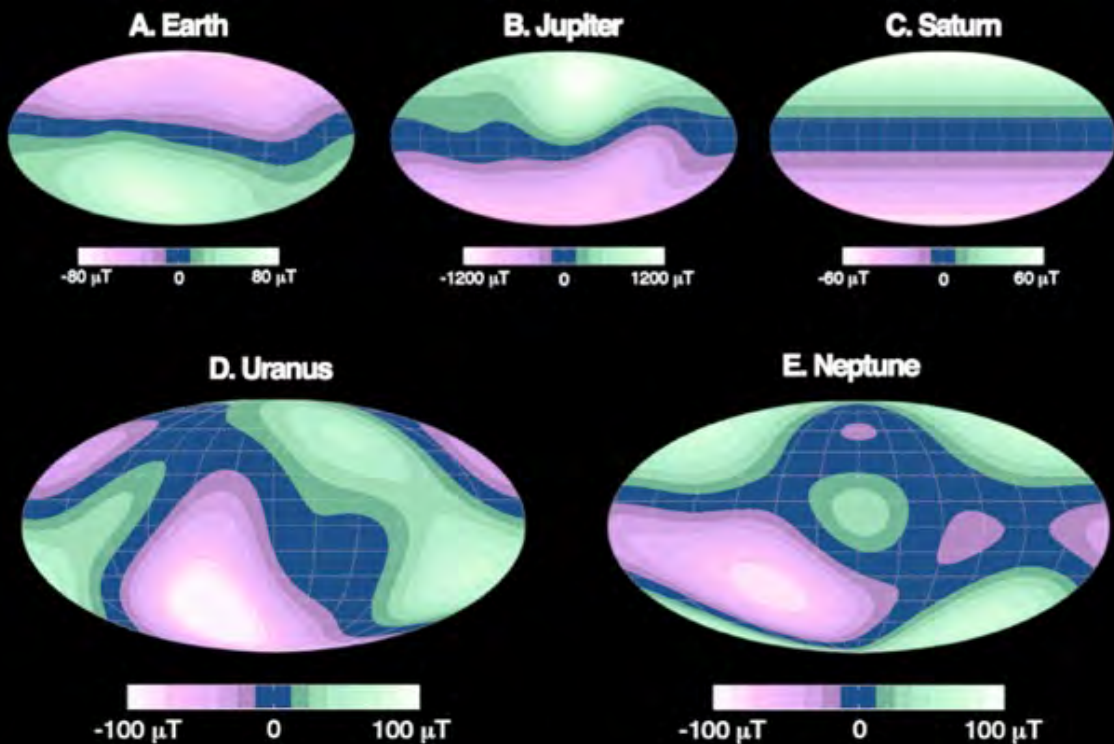 A. Earth
B. Jupiter
C. Saturn
-80 μT 0 80 μT
-1200 μT 0 1200 μT
-60 μT 0 60 μT
D. Uranus
E. Neptune
-100 μT 0 100 μT
-100 μT 0 100 μT